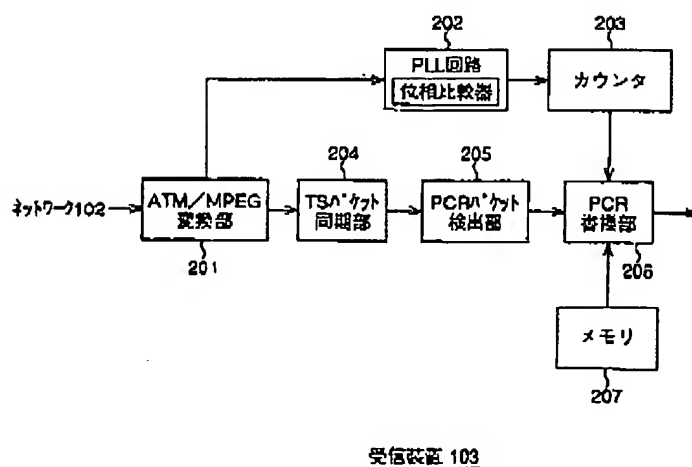 202
203
PLL回路
位相比較器
カウンタ
204
205
ネットワーク102
ATM/MPEG
変換部
TSパケット
同期部
PCRパケット
検出部
PCR
書換部
201
206
メモリ
207
受信装置 103